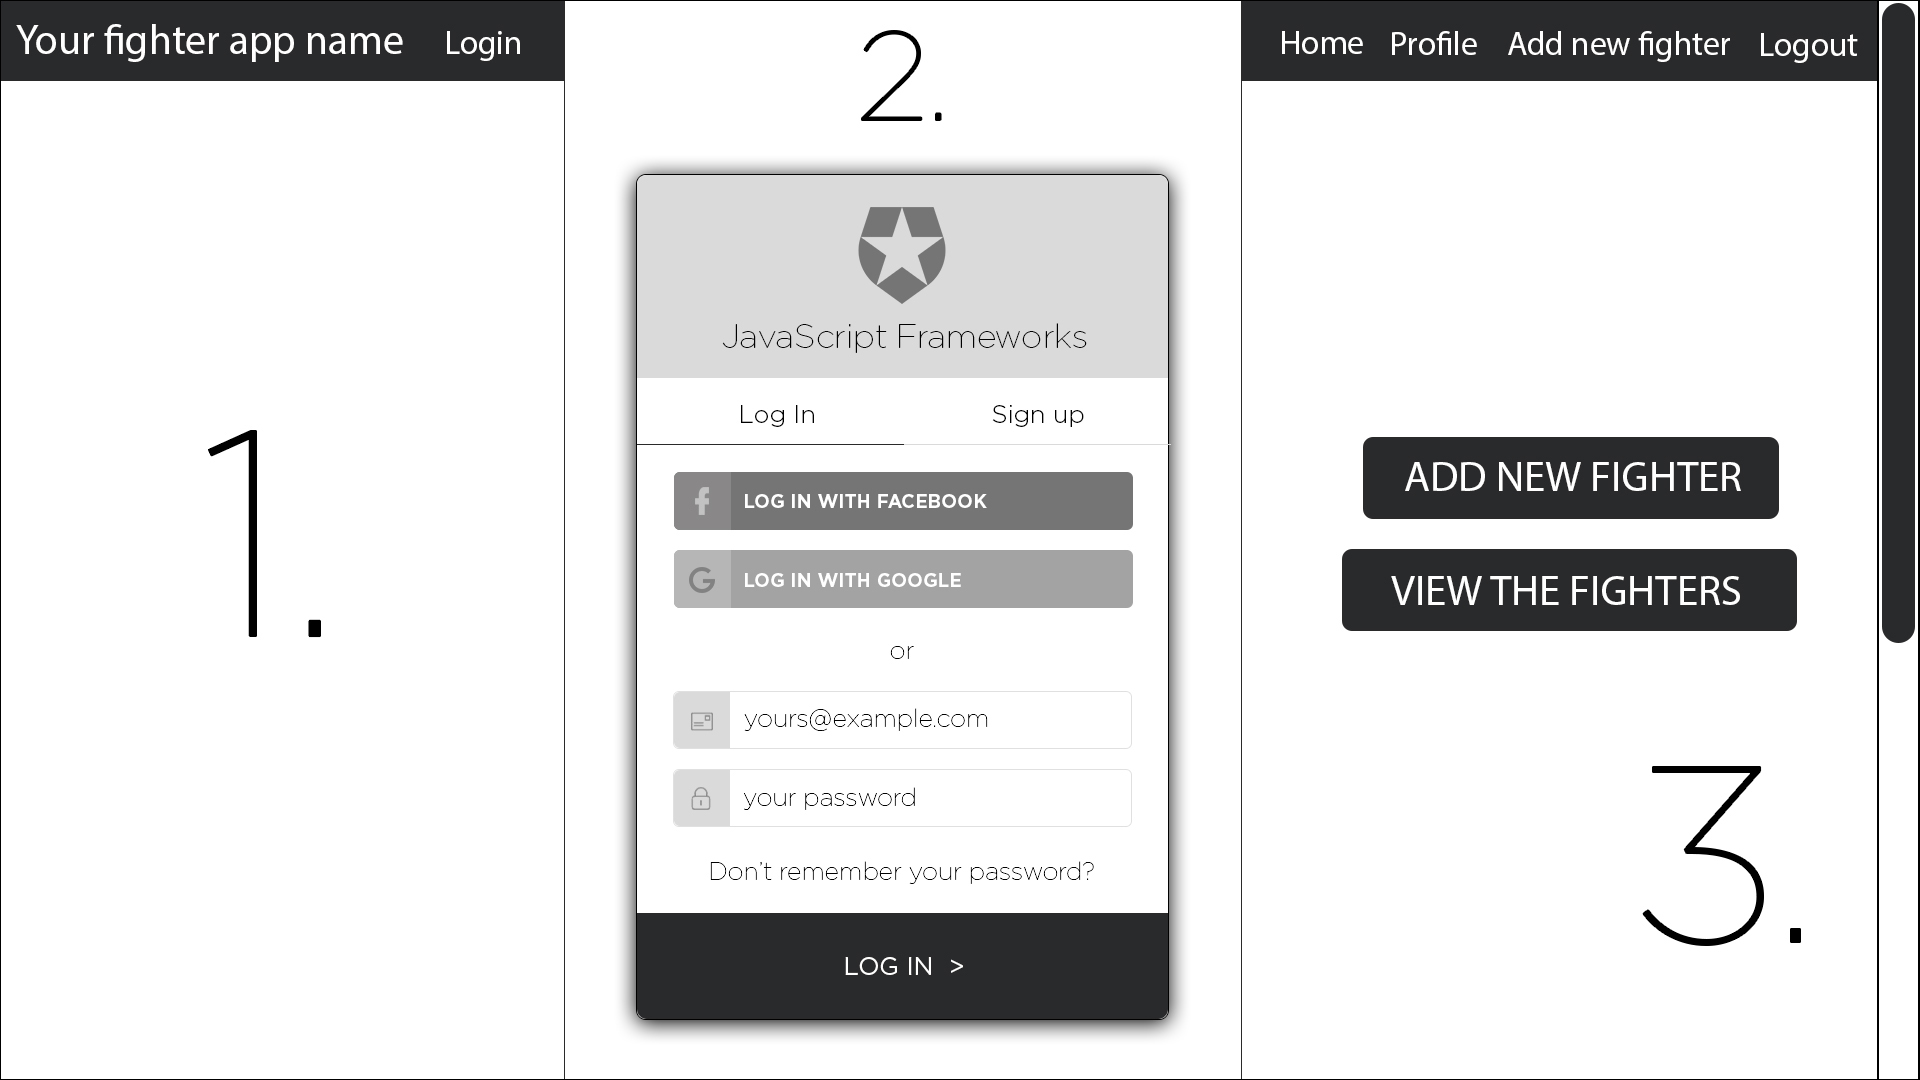 Your fighter app name Login
1.
2.
JavaScript Frameworks
Log In Sign up
LOG IN WITH FACEBOOK
LOG IN WITH GOOGLE
or
yours@example.com
your password
Don't remember your password?
LOG IN >
Home Profile Add new fighter Logout
ADD NEW FIGHTER
VIEW THE FIGHTERS
3.